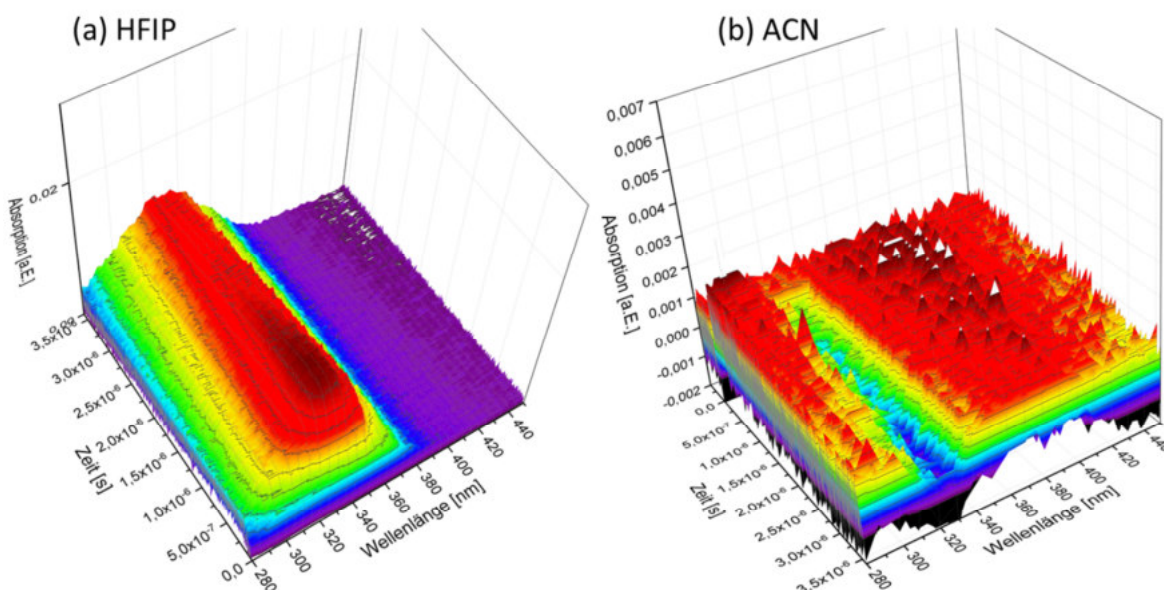 (a) HFIP
0,02
0,00
Absorption [a.E.]
3,5x10⁻⁶
3,0x10⁻⁶
2,5x10⁻⁶
2,0x10⁻⁶
1,5x10⁻⁶
1,0x10⁻⁶
5,0x10⁻⁷
0,0
Zeit [s]
280
300
320
340
360
380
400
420
440
Wellenlänge [nm]
(b) ACN
0,007
0,006
0,005
0,004
0,003
0,002
0,001
0,000
-0,001
-0,002
Absorption [a.E.]
0,0
5,0x10⁻⁷
1,0x10⁻⁶
1,5x10⁻⁶
2,0x10⁻⁶
2,5x10⁻⁶
3,0x10⁻⁶
3,5x10⁻⁶
Zeit [s]
280
300
320
340
360
380
400
420
440
Wellenlänge [nm]